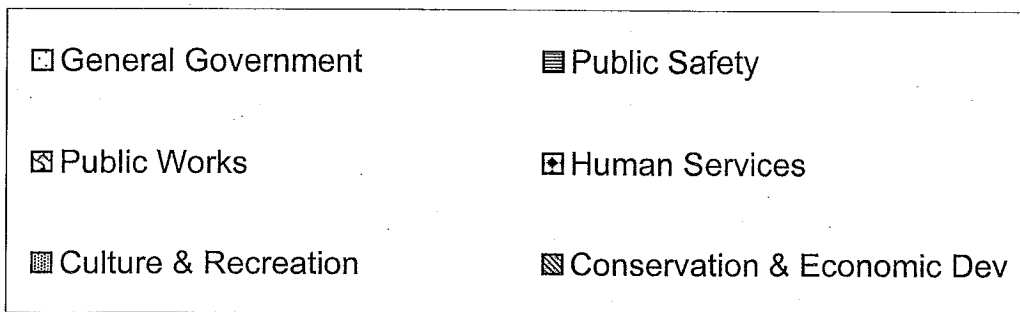 General Government Public Safety
Public Works Human Services
Culture & Recreation Conservation & Economic Dev